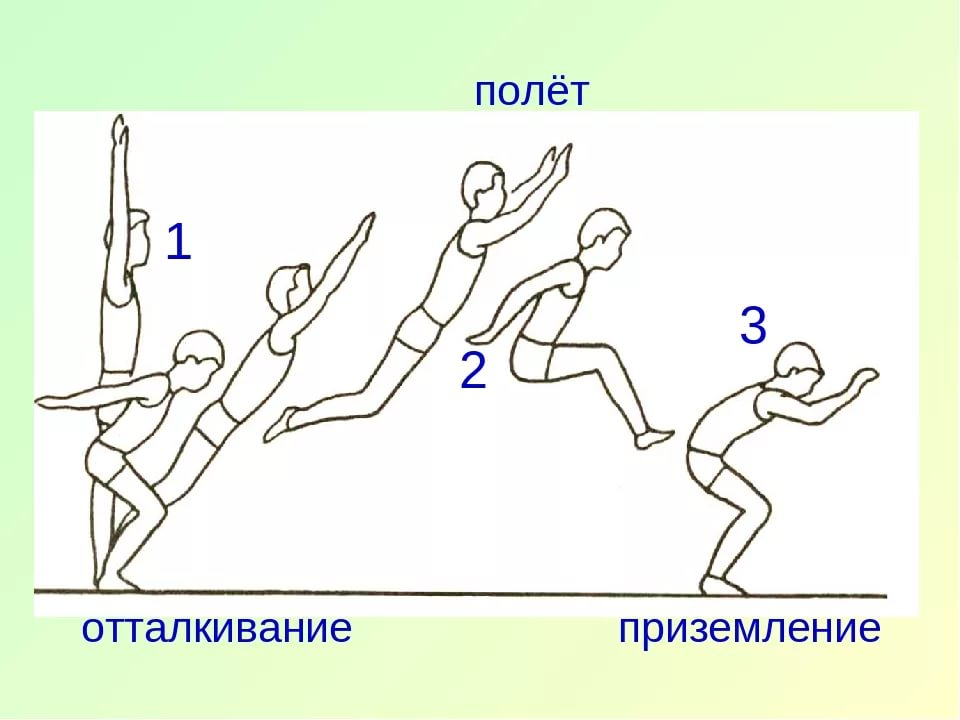 полёт
1
2
3
отталкивание
приземление